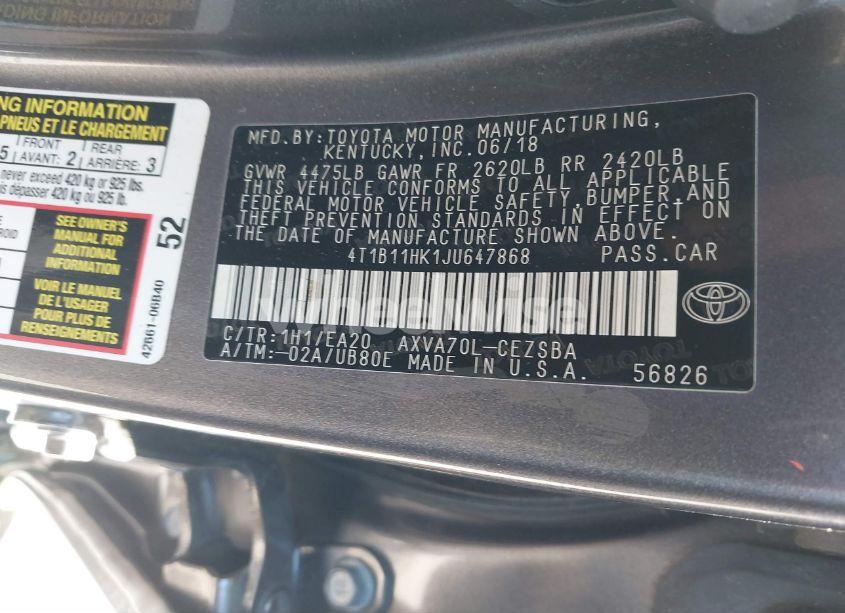 NG INFORMATION
PNEUS ET LE CHARGEMENT
5 FRONT AVANT: 2 REAR ARRIÈRE: 3
never exceed 420 kg or 925 lbs.
dépasser 420 kg ou 925 lb.
SEE OWNER'S
MANUAL FOR
ADDITIONAL
INFORMATION
VOIR LE MANUEL
DE L'USAGER
POUR PLUS DE
RENSEIGNEMENTS
52
42661-06B40
MFD.BY:TOYOTA MOTOR MANUFACTURING,
KENTUCKY, INC. 06/18
GVWR 4475LB GAWR FR 2620LB RR 2420LB
THIS VEHICLE CONFORMS TO ALL APPLICABLE
FEDERAL MOTOR VEHICLE SAFETY, BUMPER, AND
THEFT PREVENTION STANDARDS IN EFFECT ON
THE DATE OF MANUFACTURE SHOWN ABOVE.
4T1B11HK1JU647868 PASS.CAR
wheelwise
C/TR:1H1/EA20 AXVA70L-CEZSBA
A/TM:-02A/UB80E MADE IN U.S.A. 56826